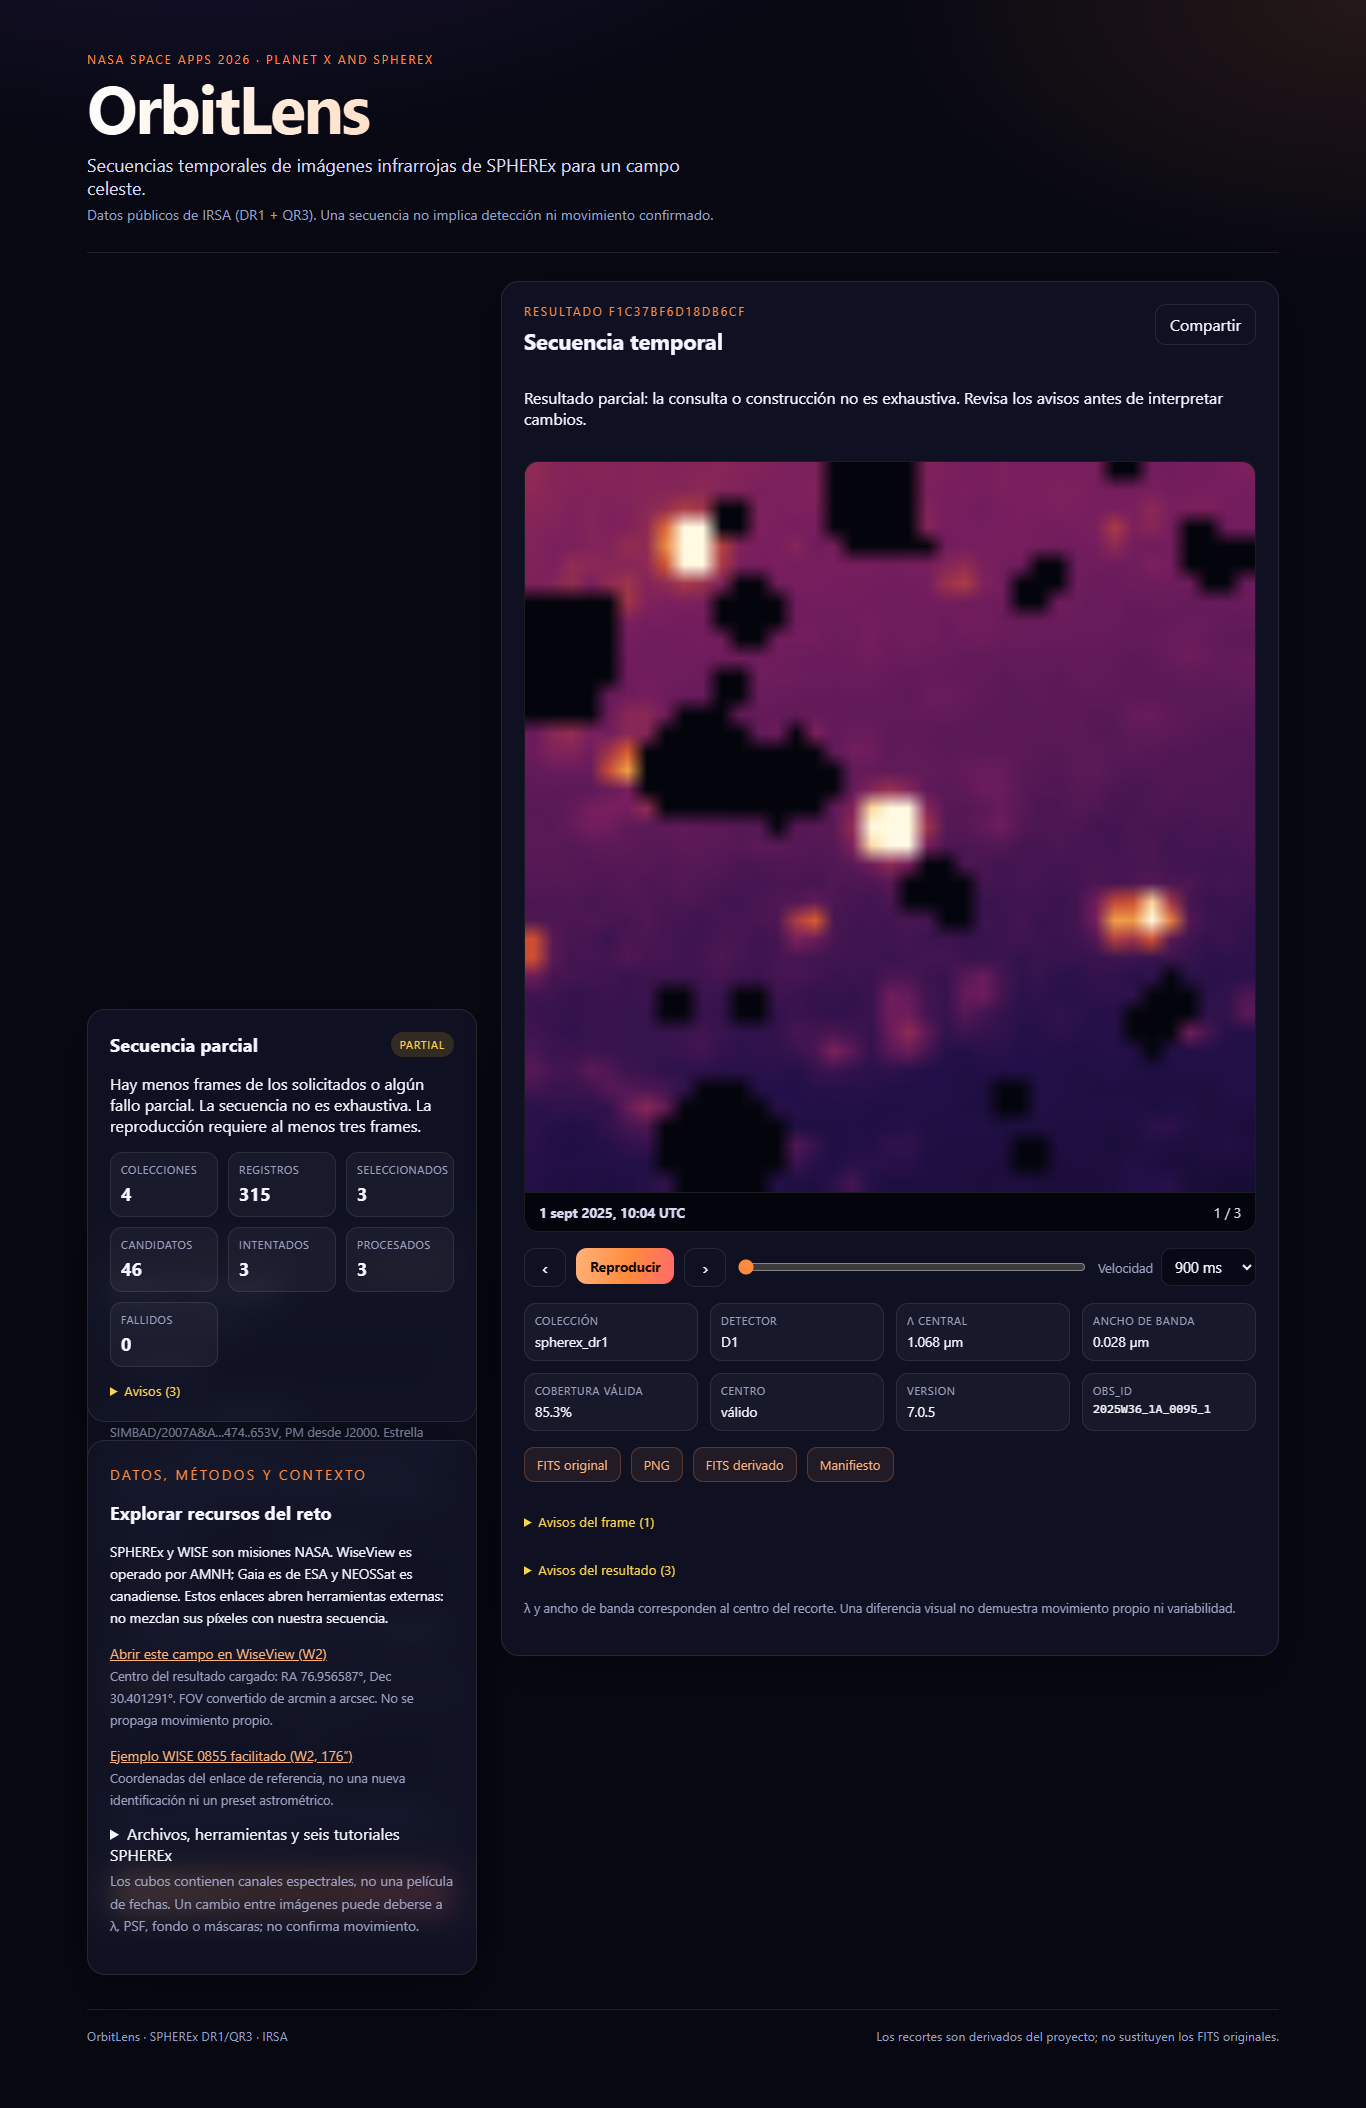 NASA SPACE APPS 2026 · PLANET X AND SPHEREX
OrbitLens
Secuencias temporales de imágenes infrarrojas de SPHEREx para un campo
celeste.
Datos públicos de IRSA (DR1 + QR3). Una secuencia no implica detección ni movimiento confirmado.
RESULTADO F1C37BF6D18DB6CF
Secuencia temporal
Compartir
Resultado parcial: la consulta o construcción no es exhaustiva. Revisa los avisos antes de interpretar
cambios.
1 sept 2025, 10:04 UTC
1 / 3
‹
Reproducir
›
Velocidad
900 ms
COLECCIÓN
spherex_dr1
DETECTOR
D1
Λ CENTRAL
1.068 µm
ANCHO DE BANDA
0.028 µm
COBERTURA VÁLIDA
85.3%
CENTRO
válido
VERSION
7.0.5
OBS_ID
2025W36_1A_0095_1
FITS original
PNG
FITS derivado
Manifiesto
▶ Avisos del frame (1)
▶ Avisos del resultado (3)
λ y ancho de banda corresponden al centro del recorte. Una diferencia visual no demuestra movimiento propio ni variabilidad.
Secuencia parcial
PARTIAL
Hay menos frames de los solicitados o algún
fallo parcial. La secuencia no es exhaustiva. La
reproducción requiere al menos tres frames.
COLECCIONES
4
REGISTROS
315
SELECCIONADOS
3
CANDIDATOS
46
INTENTADOS
3
PROCESADOS
3
FALLIDOS
0
▶ Avisos (3)
SIMBAD/2007A&A...474..653V, PM desde J2000. Estrella
DATOS, MÉTODOS Y CONTEXTO
Explorar recursos del reto
SPHEREx y WISE son misiones NASA. WiseView es
operado por AMNH; Gaia es de ESA y NEOSSat es
canadiense. Estos enlaces abren herramientas externas:
no mezclan sus píxeles con nuestra secuencia.
Abrir este campo en WiseView (W2)
Centro del resultado cargado: RA 76.956587°, Dec
30.401291°. FOV convertido de arcmin a arcsec. No se
propaga movimiento propio.
Ejemplo WISE 0855 facilitado (W2, 176″)
Coordenadas del enlace de referencia, no una nueva
identificación ni un preset astrométrico.
▶ Archivos, herramientas y seis tutoriales
SPHEREx
Los cubos contienen canales espectrales, no una película
de fechas. Un cambio entre imágenes puede deberse a
λ, PSF, fondo o máscaras; no confirma movimiento.
OrbitLens · SPHEREx DR1/QR3 · IRSA
Los recortes son derivados del proyecto; no sustituyen los FITS originales.